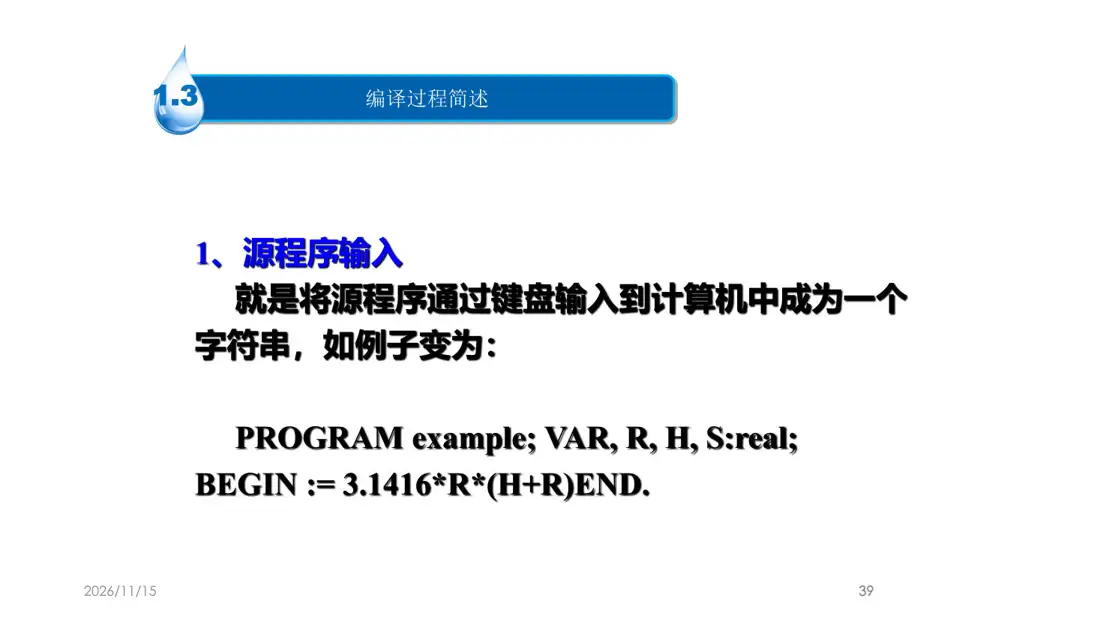 1.3
编译过程简述
1、源程序输入
就是将源程序通过键盘输入到计算机中成为一个
字符串，如例子变为：
PROGRAM example; VAR, R, H, S:real;
BEGIN := 3.1416*R*(H+R)END.
2026/11/15
39